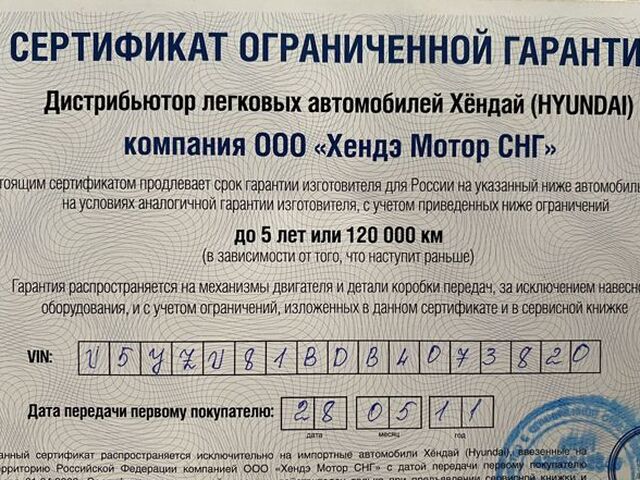 СЕРТИФИКАТ ОГРАНИЧЕННОЙ ГАРАНТИ
Дистрибьютор легковых автомобилей Хёндай (HYUNDAI)
компания ООО «Хендэ Мотор СНГ»
тоящим сертификатом продлевает срок гарантии изготовителя для России на указанный ниже автомобиль
на условиях аналогичной гарантии изготовителя, с учетом приведенных ниже ограничений
до 5 лет или 120 000 км
(в зависимости от того, что наступит раньше)
Гарантия распространяется на механизмы двигателя и детали коробки передач, за исключением навесно
оборудования, и с учетом ограничений, изложенных в данном сертификате и в сервисной книжке
VIN: U5YZU81BDB4073820
Дата передачи первому покупателю: 28 05 11
дата месяц год
анный сертификат распространяется исключительно на импортные автомобили Хёндай (Hyundai), ввезенные на
рриторию Российской Федерации компанией ООО «Хендэ Мотор СНГ» с датой передачи первому покупателю